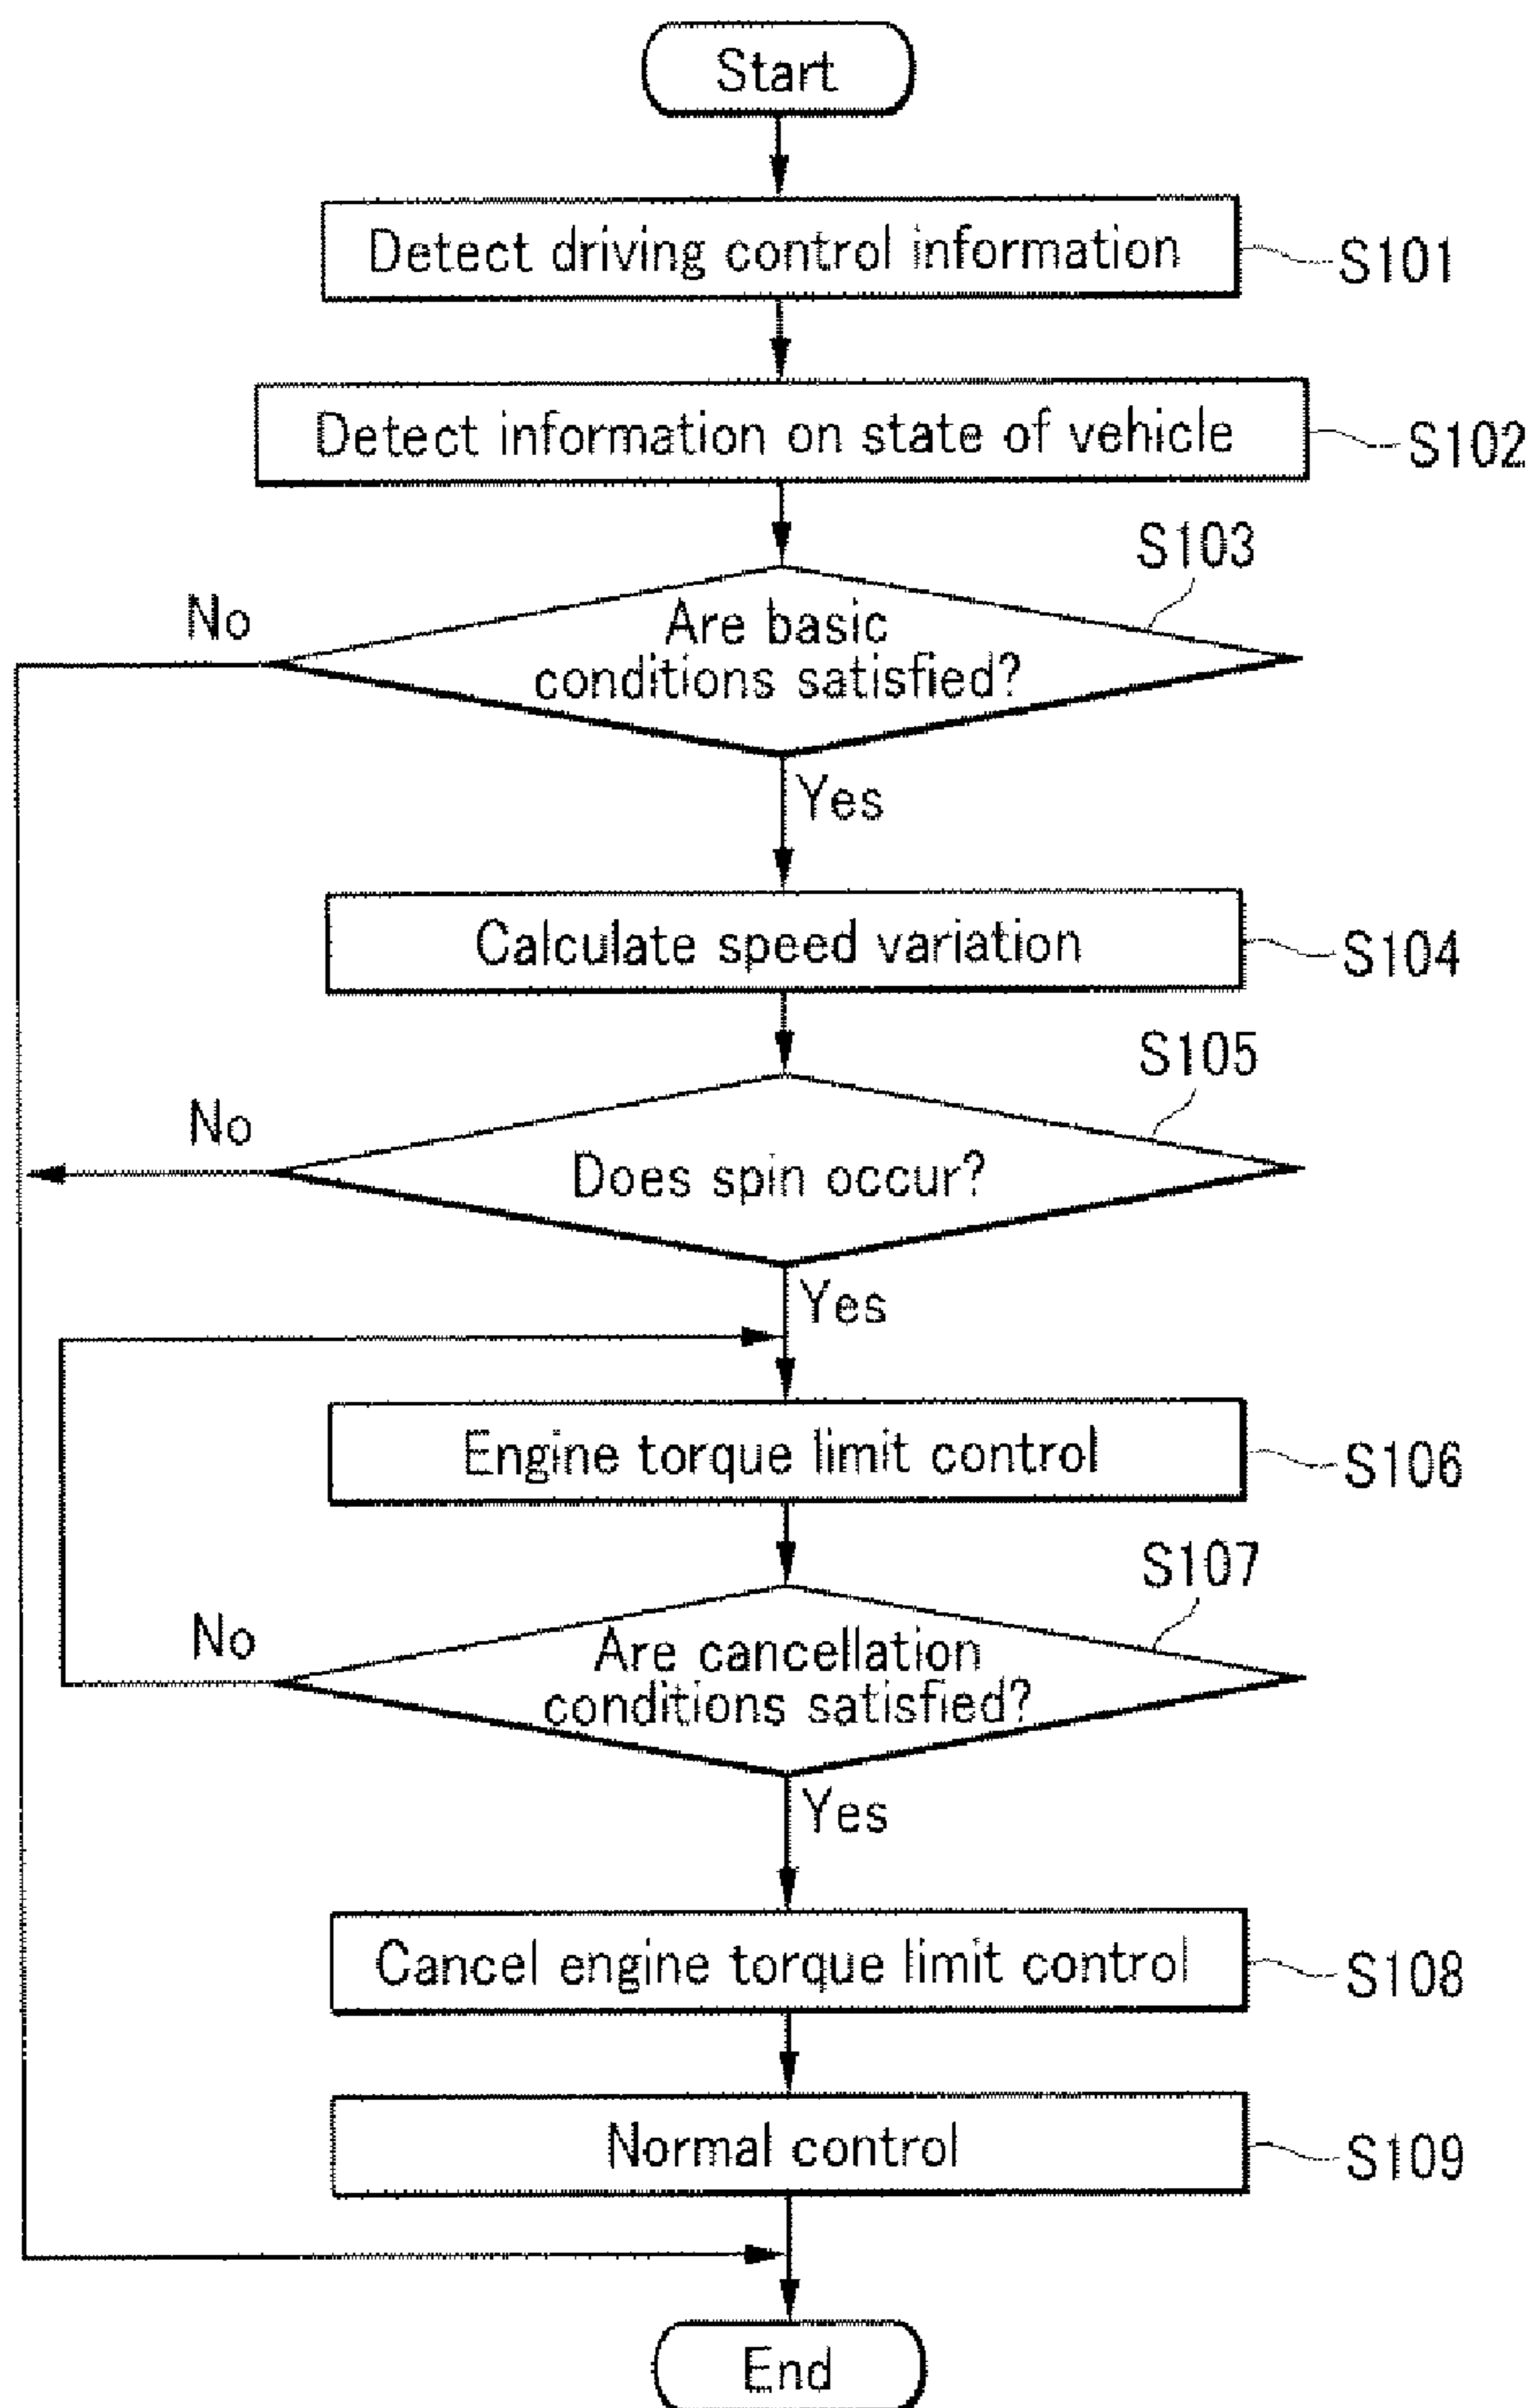 Start
Detect driving control information
S101
Detect information on state of vehicle
S102
S103
No
Are basic
conditions satisfied?
Yes
Calculate speed variation
S104
S105
No
Does spin occur?
Yes
Engine torque limit control
S106
S107
No
Are cancellation
conditions satisfied?
Yes
Cancel engine torque limit control
S108
Normal control
S109
End